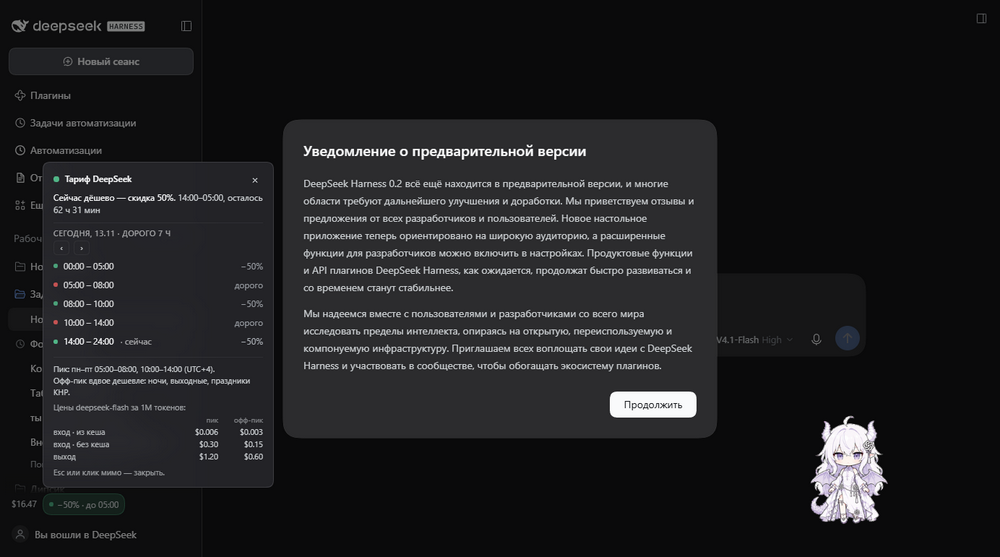 deepseek HARNESS
Новый сеанс
Плагины
Задачи автоматизации
Автоматизации
Тариф DeepSeek
Сейчас дёшево — скидка 50%. 14:00–05:00, осталось
62 ч 31 мин
СЕГОДНЯ, 13.11 · ДОРОГО 7 Ч
‹ ›
00:00 – 05:00 −50%
05:00 – 08:00 дорого
08:00 – 10:00 −50%
10:00 – 14:00 дорого
14:00 – 24:00 · сейчас −50%
Пик: пн–пт 05:00–08:00, 10:00–14:00 (UTC+4).
Офф-пик вдвое дешевле: ночи, выходные, праздники
КНР.
Цены deepseek-flash за 1M токенов:
пик офф-пик
вход · из кеша $0.006 $0.003
вход · без кеша $0.30 $0.15
выход $1.20 $0.60
Esc или клик мимо — закрыть.
$16.47 −50% · до 05:00
Вы вошли в DeepSeek
Уведомление о предварительной версии
DeepSeek Harness 0.2 всё ещё находится в предварительной версии, и многие
области требуют дальнейшего улучшения и доработки. Мы приветствуем отзывы и
предложения от всех разработчиков и пользователей. Новое настольное
приложение теперь ориентировано на широкую аудиторию, а расширенные
функции для разработчиков можно включить в настройках. Продуктовые функции
и API плагинов DeepSeek Harness, как ожидается, продолжат быстро развиваться и
со временем станут стабильнее.
Мы надеемся вместе с пользователями и разработчиками со всего мира
исследовать пределы интеллекта, опираясь на открытую, переиспользуемую и
компонуемую инфраструктуру. Приглашаем всех воплощать свои идеи с DeepSeek
Harness и участвовать в сообществе, чтобы обогащать экосистему плагинов.
Продолжить
V4.1-Flash High